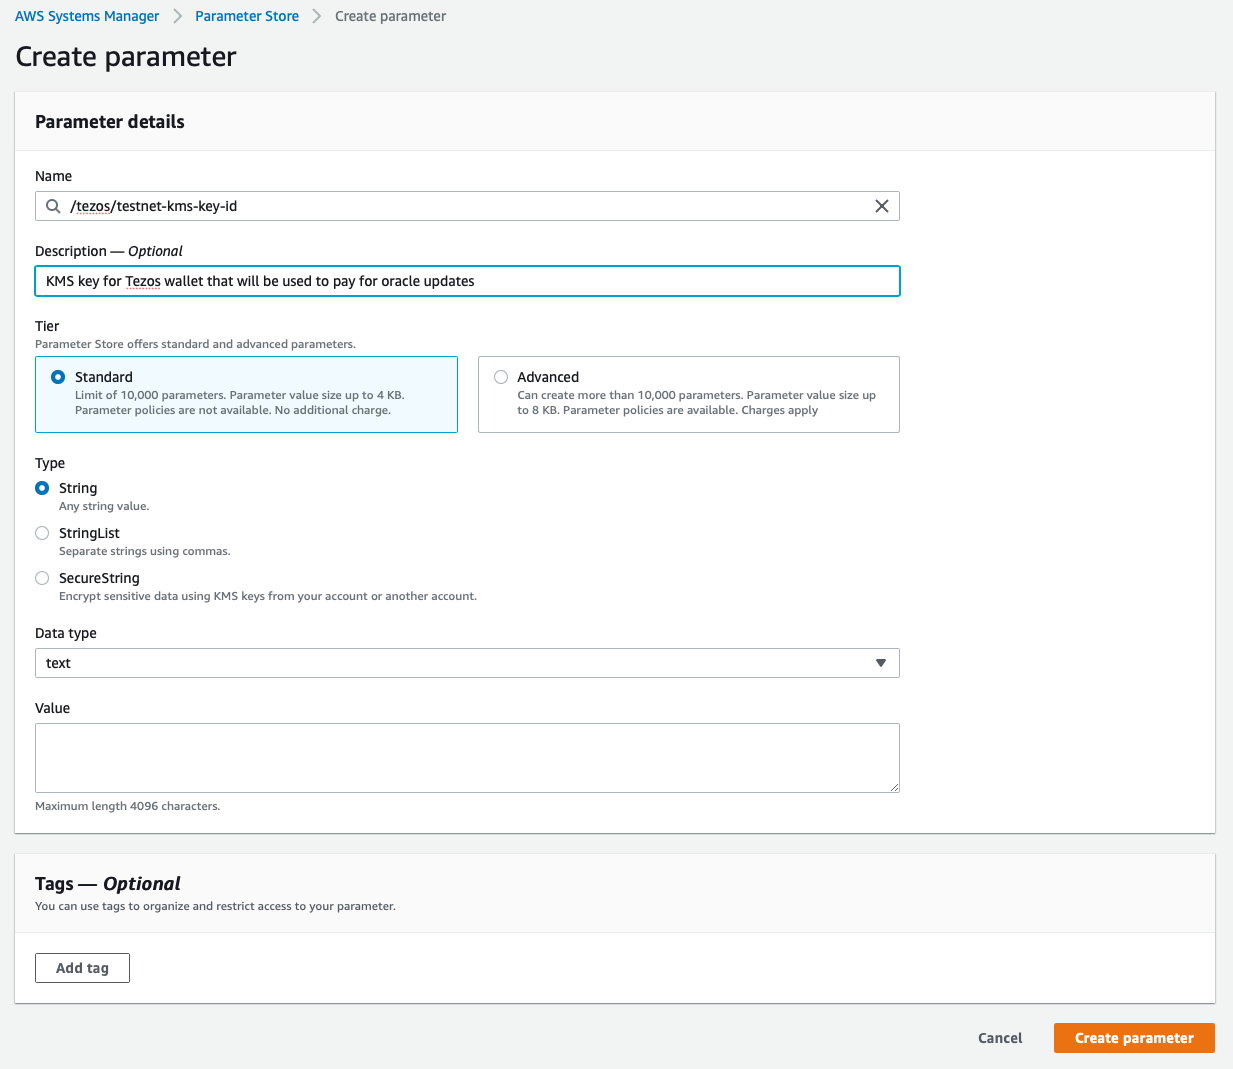 AWS Systems Manager > Parameter Store > Create parameter
Create parameter
Parameter details
Name
/tezos/testnet-kms-key-id
Description — Optional
KMS key for Tezos wallet that will be used to pay for oracle updates
Tier
Parameter Store offers standard and advanced parameters.
Standard
Limit of 10,000 parameters. Parameter value size up to 4 KB.
Parameter policies are not available. No additional charge.
Advanced
Can create more than 10,000 parameters. Parameter value size up
to 8 KB. Parameter policies are available. Charges apply
Type
String
Any string value.
StringList
Separate strings using commas.
SecureString
Encrypt sensitive data using KMS keys from your account or another account.
Data type
text
Value
Maximum length 4096 characters.
Tags — Optional
You can use tags to organize and restrict access to your parameter.
Add tag
Cancel
Create parameter